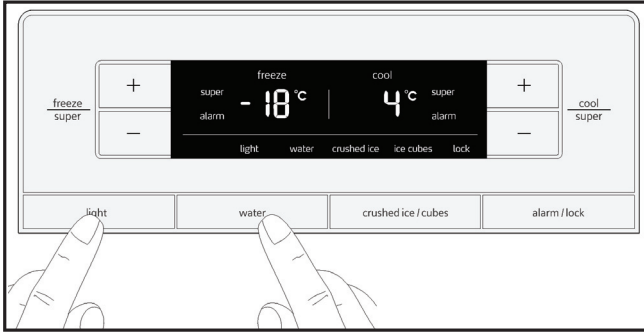 freeze cool
super - 18 °C 4 °C super
alarm alarm
light water crushed ice ice cubes lock
+
-
freeze
super
+
-
cool
super
light water crushed ice / cubes alarm / lock